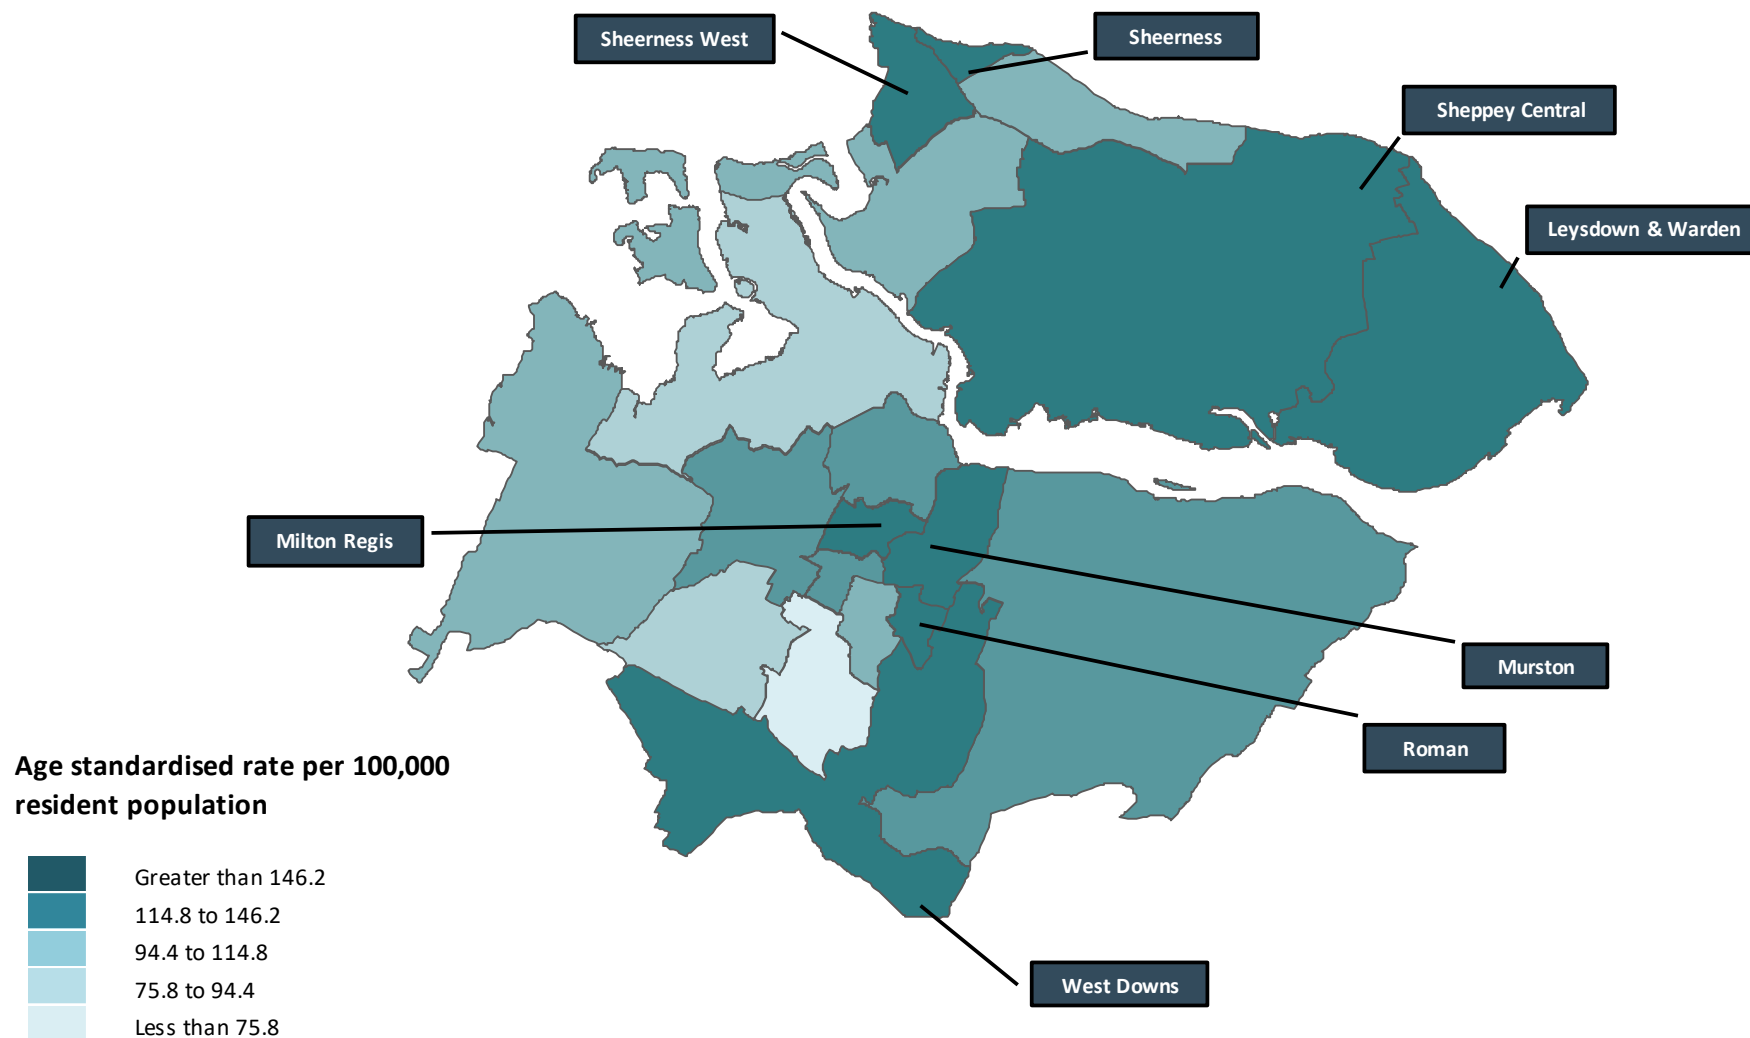 Sheerness West
Sheerness
Sheppey Central
Leysdown & Warden
Milton Regis
Murston
Roman
Age standardised rate per 100,000
resident population
Greater than 146.2
114.8 to 146.2
94.4 to 114.8
75.8 to 94.4
Less than 75.8
West Downs